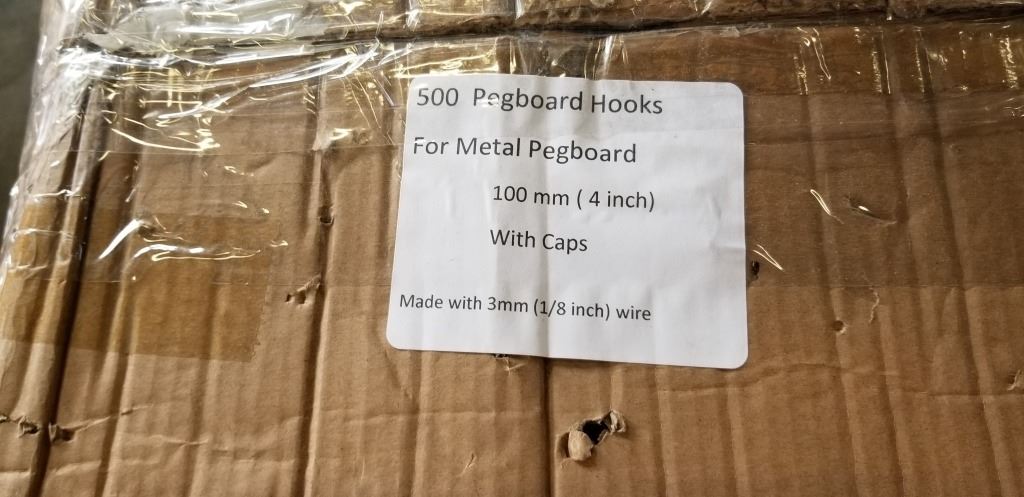 500 Pegboard Hooks
For Metal Pegboard
100 mm ( 4 inch)
With Caps
Made with 3mm (1/8 inch) wire